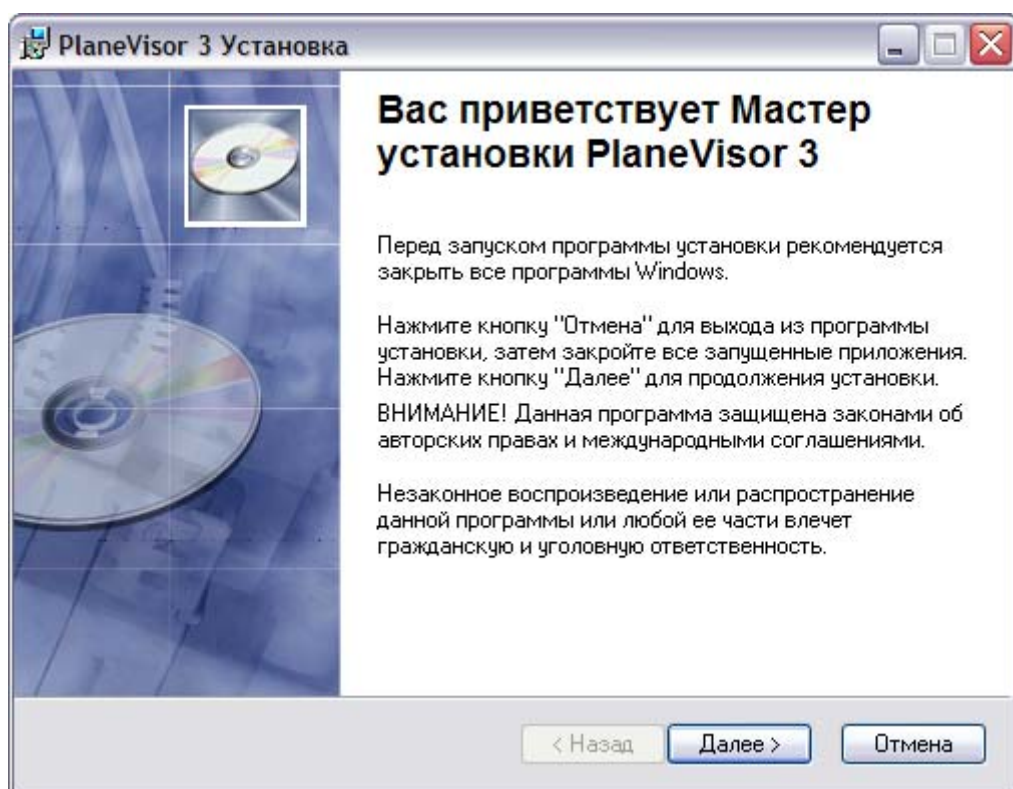 PlaneVisor 3 Установка
Вас приветствует Мастер
установки PlaneVisor 3
Перед запуском программы установки рекомендуется
закрыть все программы Windows.
Нажмите кнопку "Отмена" для выхода из программы
установки, затем закройте все запущенные приложения.
Нажмите кнопку "Далее" для продолжения установки.
ВНИМАНИЕ! Данная программа защищена законами об
авторских правах и международными соглашениями.
Незаконное воспроизведение или распространение
данной программы или любой ее части влечет
гражданскую и уголовную ответственность.
< Назад
Далее >
Отмена